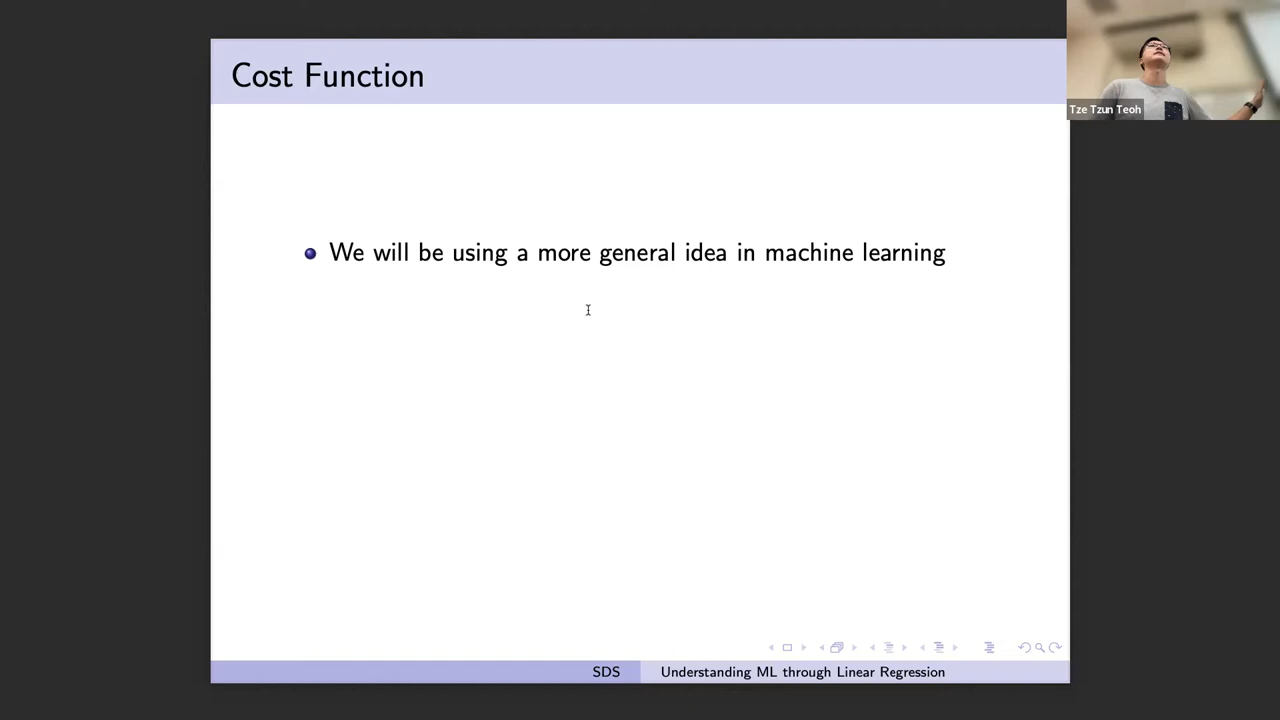 Cost Function
Tze Tzun Teoh
We will be using a more general idea in machine learning
SDS
Understanding ML through Linear Regression